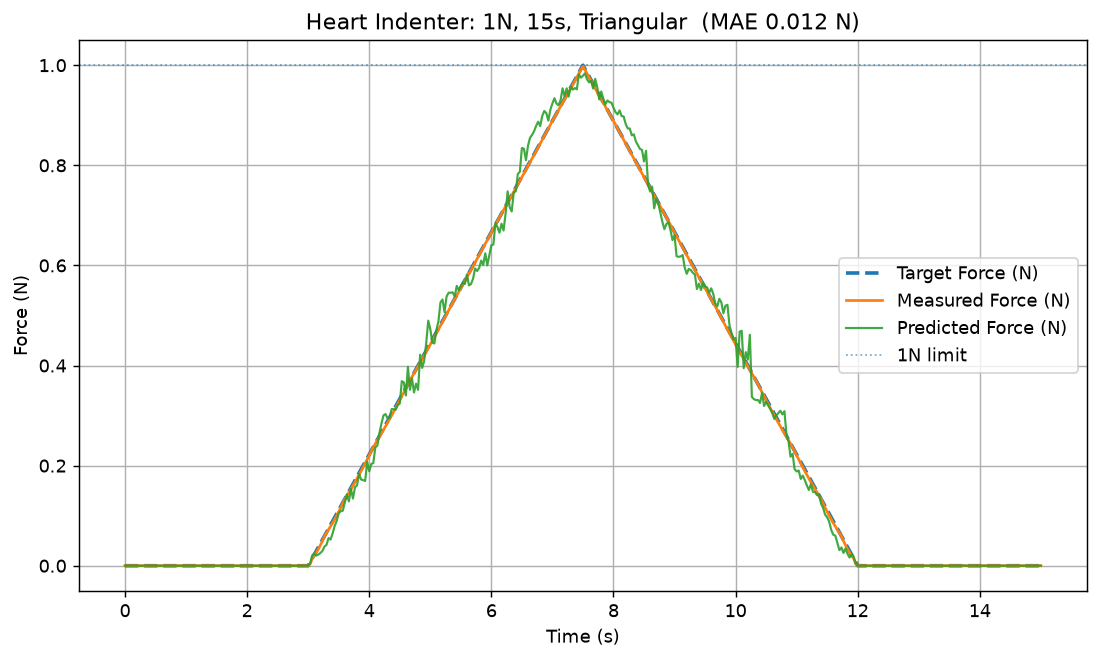 Heart Indenter: 1N, 15s, Triangular  (MAE 0.012 N)
1.0
0.8
0.6
0.4
0.2
0.0
Force (N)
Target Force (N)
Measured Force (N)
Predicted Force (N)
1N limit
0 2 4 6 8 10 12 14
Time (s)